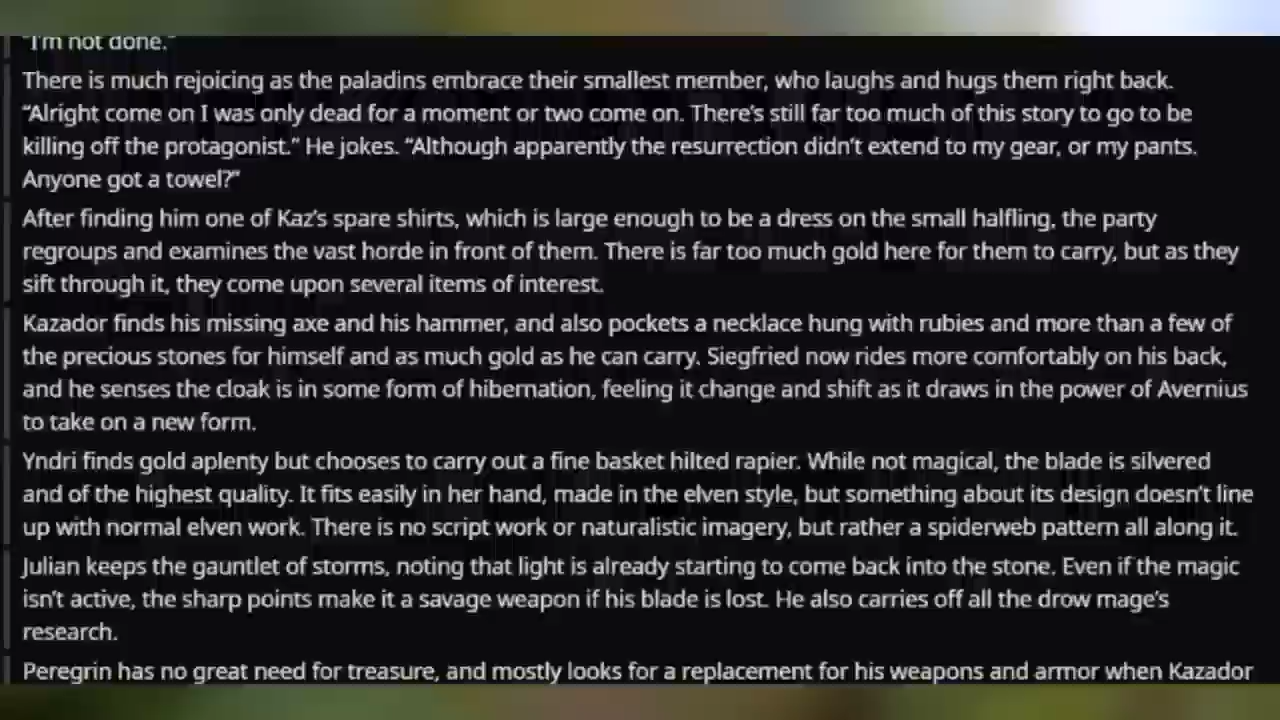 "I'm not done."
There is much rejoicing as the paladins embrace their smallest member, who laughs and hugs them right back.
“Alright come on I was only dead for a moment or two come on. There’s still far too much of this story to go to be
killing off the protagonist.” He jokes. “Although apparently the resurrection didn’t extend to my gear, or my pants.
Anyone got a towel?”
After finding him one of Kaz’s spare shirts, which is large enough to be a dress on the small halfling, the party
regroups and examines the vast horde in front of them. There is far too much gold here for them to carry, but as they
sift through it, they come upon several items of interest.
Kazador finds his missing axe and his hammer, and also pockets a necklace hung with rubies and more than a few of
the precious stones for himself and as much gold as he can carry. Siegfried now rides more comfortably on his back,
and he senses the cloak is in some form of hibernation, feeling it change and shift as it draws in the power of Avernius
to take on a new form.
Yndri finds gold aplenty but chooses to carry out a fine basket hilted rapier. While not magical, the blade is silvered
and of the highest quality. It fits easily in her hand, made in the elven style, but something about its design doesn’t line
up with normal elven work. There is no script work or naturalistic imagery, but rather a spiderweb pattern all along it.
Julian keeps the gauntlet of storms, noting that light is already starting to come back into the stone. Even if the magic
isn’t active, the sharp points make it a savage weapon if his blade is lost. He also carries off all the drow mage’s
research.
Peregrin has no great need for treasure, and mostly looks for a replacement for his weapons and armor when Kazador